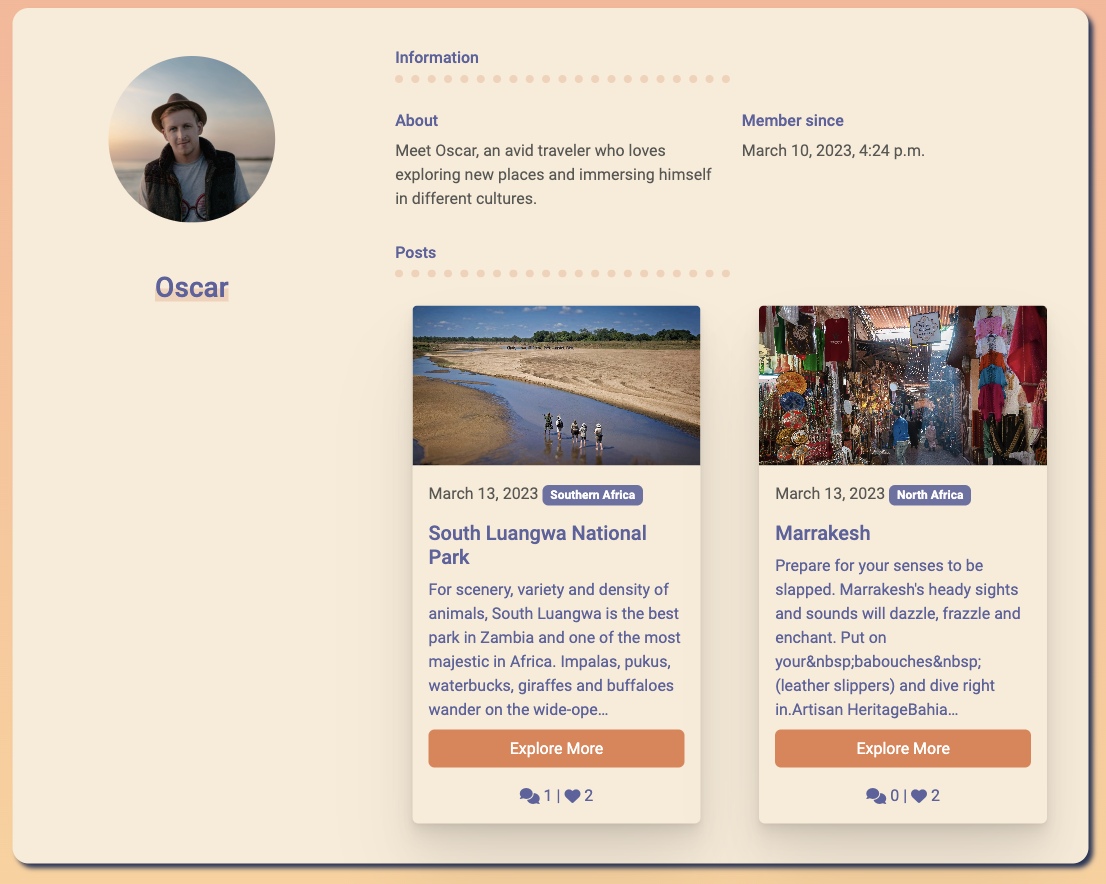 Information
About
Member since
Meet Oscar, an avid traveler who loves
exploring new places and immersing himself
in different cultures.
March 10, 2023, 4:24 p.m.
Oscar
Posts
March 13, 2023 Southern Africa
South Luangwa National
Park
For scenery, variety and density of
animals, South Luangwa is the best
park in Zambia and one of the most
majestic in Africa. Impalas, pukus,
waterbucks, giraffes and buffaloes
wander on the wide-ope…
Explore More
1 | 2
March 13, 2023 North Africa
Marrakesh
Prepare for your senses to be
slapped. Marrakesh's heady sights
and sounds will dazzle, frazzle and
enchant. Put on
your&nbsp;babouches&nbsp;
(leather slippers) and dive right
in.Artisan HeritageBahia…
Explore More
0 | 2